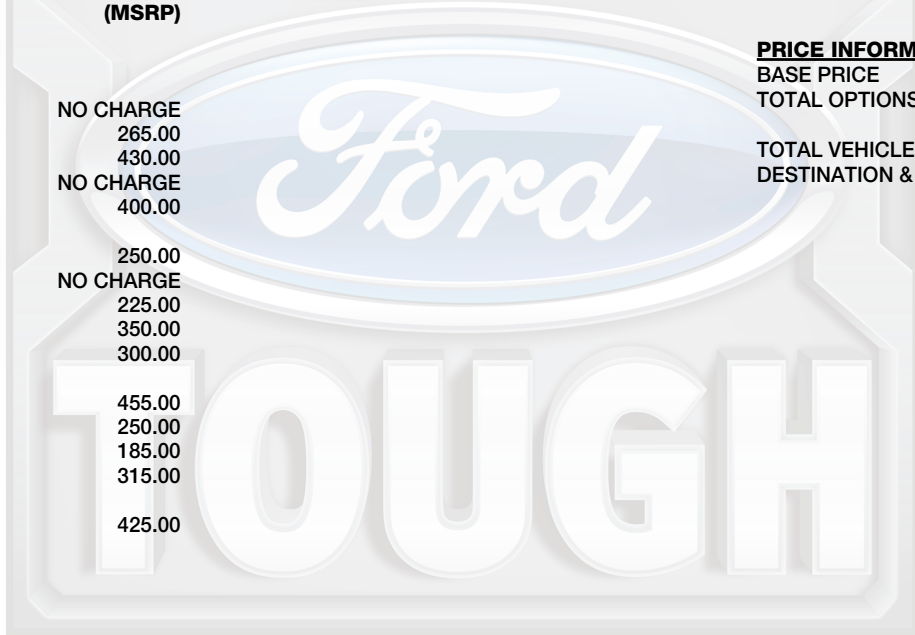 (MSRP)
NO CHARGE
265.00
430.00
NO CHARGE
400.00
250.00
NO CHARGE
225.00
350.00
300.00
455.00
250.00
185.00
315.00
425.00
PRICE INFORM
BASE PRICE
TOTAL OPTIONS
TOTAL VEHICLE
DESTINATION &
Ford
TOUGH